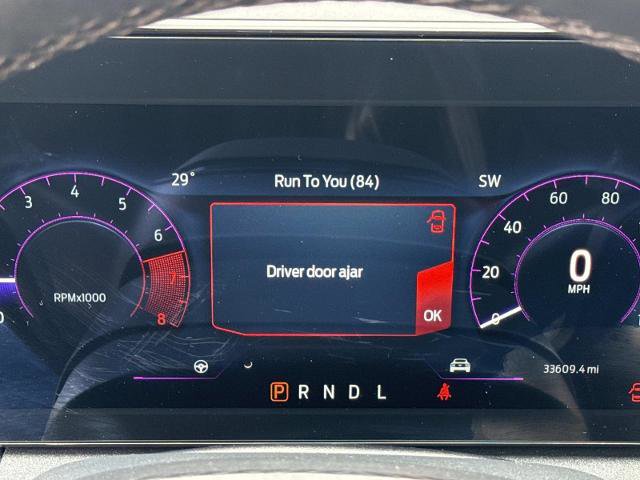 29° Run To You (84) SW
3 4 5 6 7 8
RPMx1000
0
Driver door ajar
OK
0 20 40 60 80
0
MPH
33609.4 mi
P R N D L